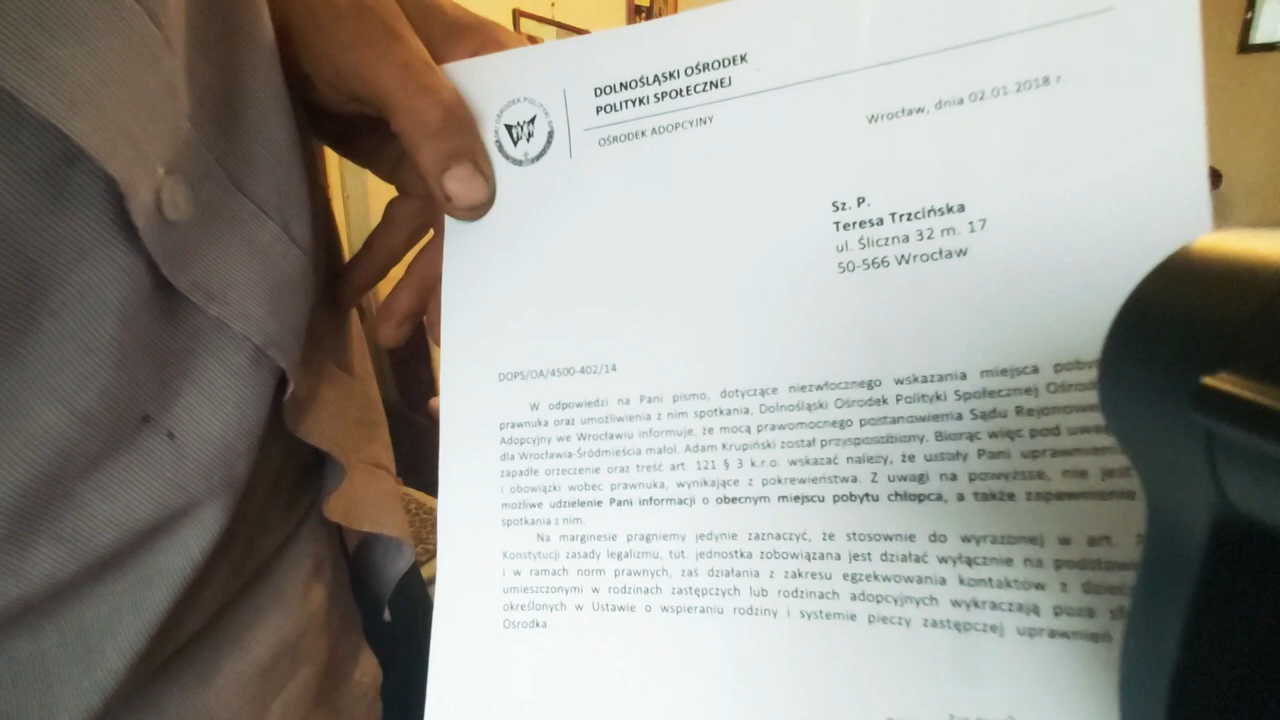 DOLNOŚLĄSKI OŚRODEK
POLITYKI SPOŁECZNEJ
OŚRODEK ADOPCYJNY
Wrocław, dnia 02.01.2018 r.
Sz. P.
Teresa Trzcińska
ul. Śliczna 32 m. 17
50-566 Wrocław
DOPS/OA/4500-402/14
W odpowiedzi na Pani pismo, dotyczące niezwłocznego wskazania miejsca
prawnuka oraz umożliwienia z nim spotkania, Dolnośląski Ośrodek Polityki Społecznej
Adopcyjny we Wrocławiu informuje, że mocą prawomocnego postanowienia Sądu
dla Wrocławia-Śródmieścia małol. Adam Krupiński został przysposobiony. Biorąc więc pod
zapadłe orzeczenie oraz treść art. 121 § 3 k.r.o. wskazać należy, że ustały Pani
i obowiązki wobec prawnuka, wynikające z pokrewieństwa. Z uwagi na powyższe, nie jest
możliwe udzielenie Pani informacji o obecnym miejscu pobytu chłopca, a także zapewnienie
spotkania z nim.
Na marginesie pragniemy jedynie zaznaczyć, że stosownie do wyrażonej w art.
Konstytucji zasady legalizmu, tut. jednostka zobowiązana jest działać wyłącznie na
i w ramach norm prawnych, zaś działania z zakresu egzekwowania kontaktów z
umieszczonymi w rodzinach zastępczych lub rodzinach adopcyjnych wykraczają poza
określonych w Ustawie o wspieraniu rodziny i systemie pieczy zastępczej uprawnień
Ośrodka.